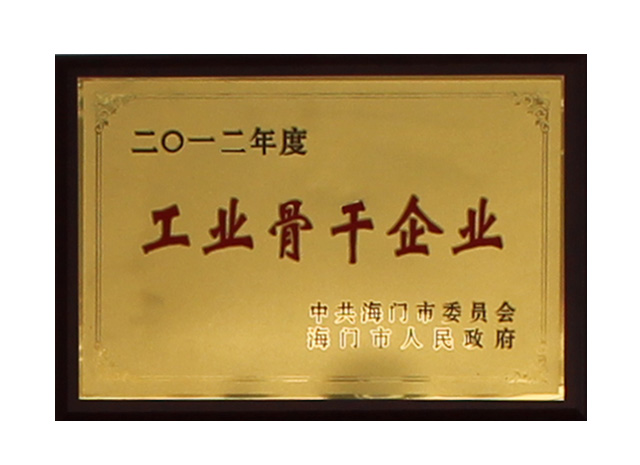 二〇一二年度
工业骨干企业
中共海门市委员会
海门市人民政府